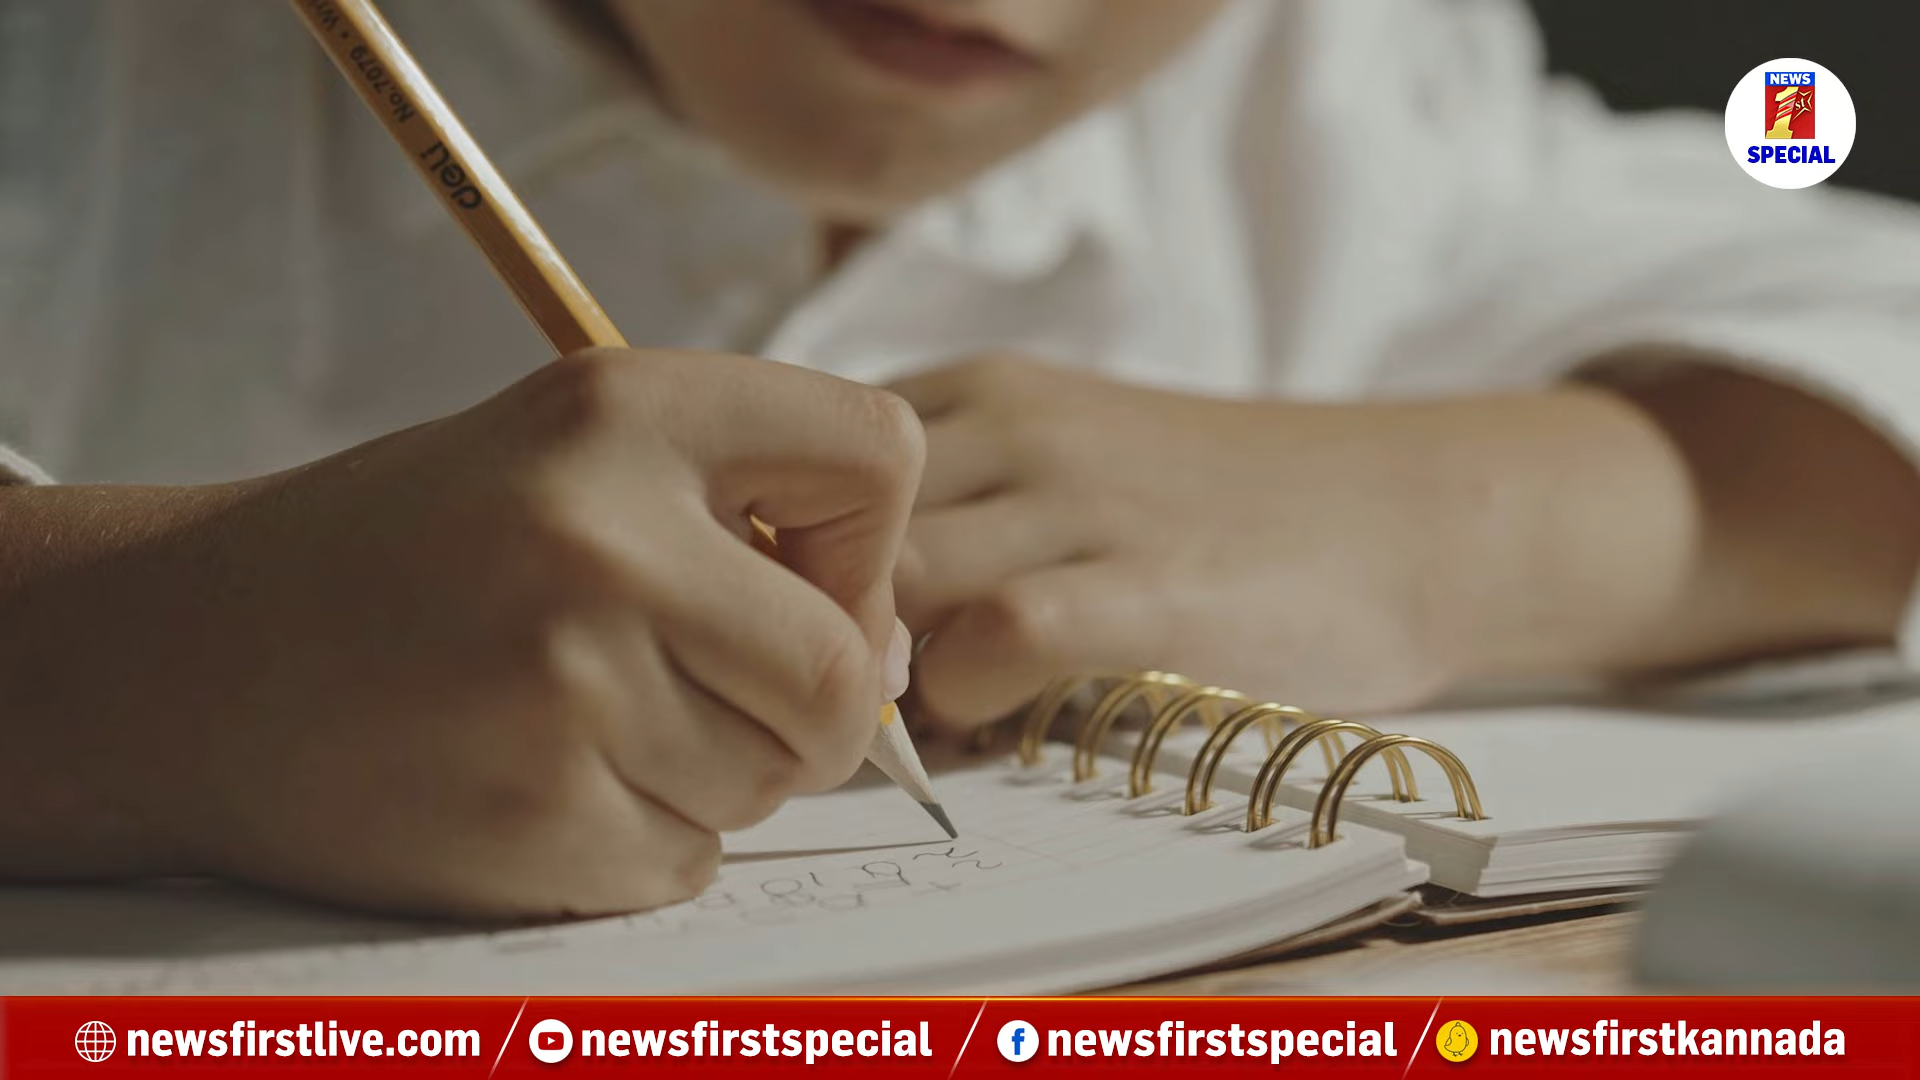 deli
No.7079 •
NEWS
1st
SPECIAL
newsfirstlive.com
newsfirstspecial
newsfirstspecial
newsfirstkannada